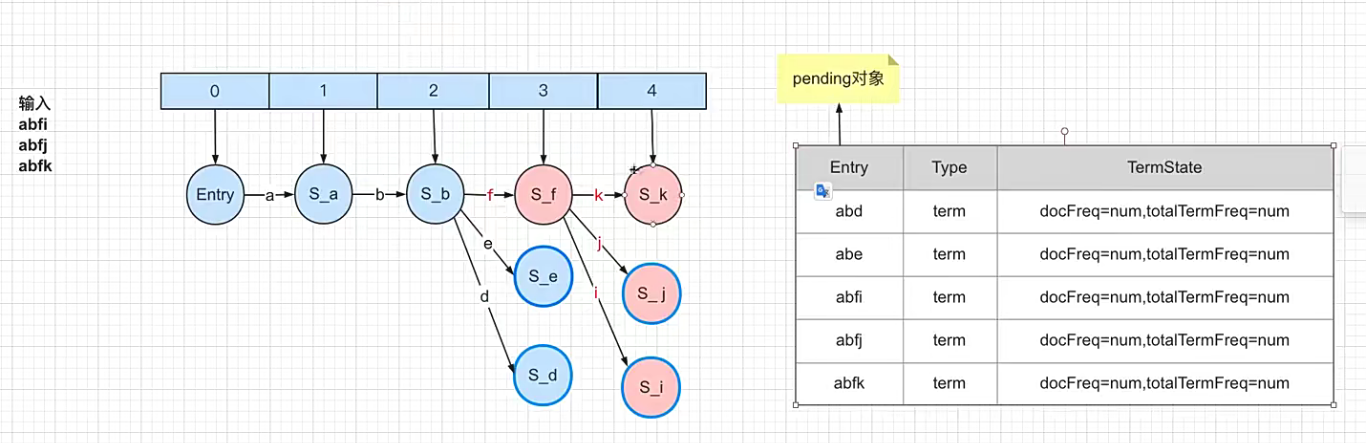 输入
abfi
abfj
abfk
0 1 2 3 4
Entry a S_a b S_b f S_f k S_k
e j
S_e S_j
d i
S_d S_i
pending对象
Entry Type TermState
abd term docFreq=num,totalTermFreq=num
abe term docFreq=num,totalTermFreq=num
abfi term docFreq=num,totalTermFreq=num
abfj term docFreq=num,totalTermFreq=num
abfk term docFreq=num,totalTermFreq=num